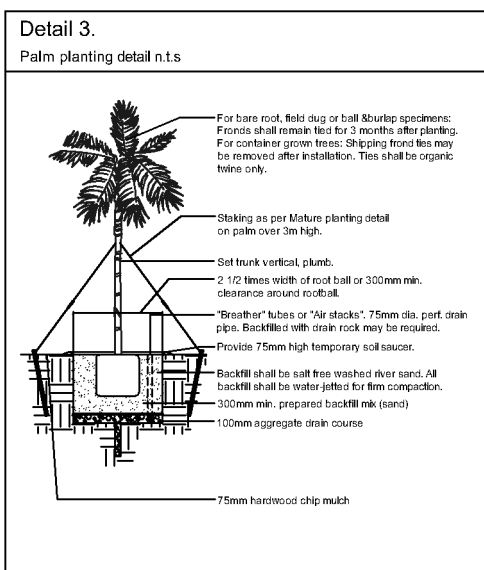 Detail 3.
Palm planting detail n.t.s
For bare root, field dug or ball &burlap specimens:
Fronds shall remain tied for 3 months after planting.
For container grown trees: Shipping frond ties may
be removed after installation. Ties shall be organic
twine only.
Staking as per Mature planting detail
on palm over 3m high.
Set trunk vertical, plumb.
2 1/2 times width of root ball or 300mm min.
clearance around rootball.
"Breather" tubes or "Air stacks". 75mm dia. perf. drain
pipe. Backfilled with drain rock may be required.
Provide 75mm high temporary soil saucer.
Backfill shall be salt free washed river sand. All
backfill shall be water-jetted for firm compaction.
300mm min. prepared backfill mix (sand)
100mm aggregate drain course
75mm hardwood chip mulch